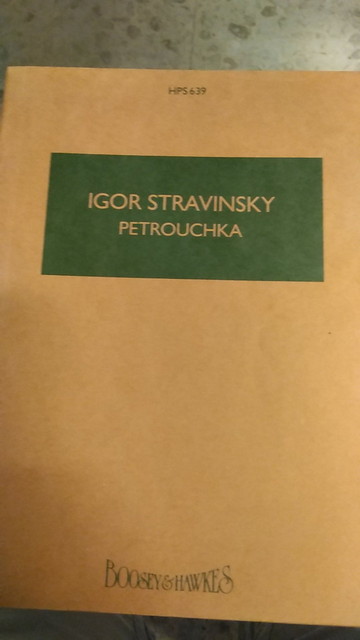 HPS 639
IGOR STRAVINSKY
PETROUCHKA
BOOSEY & HAWKES